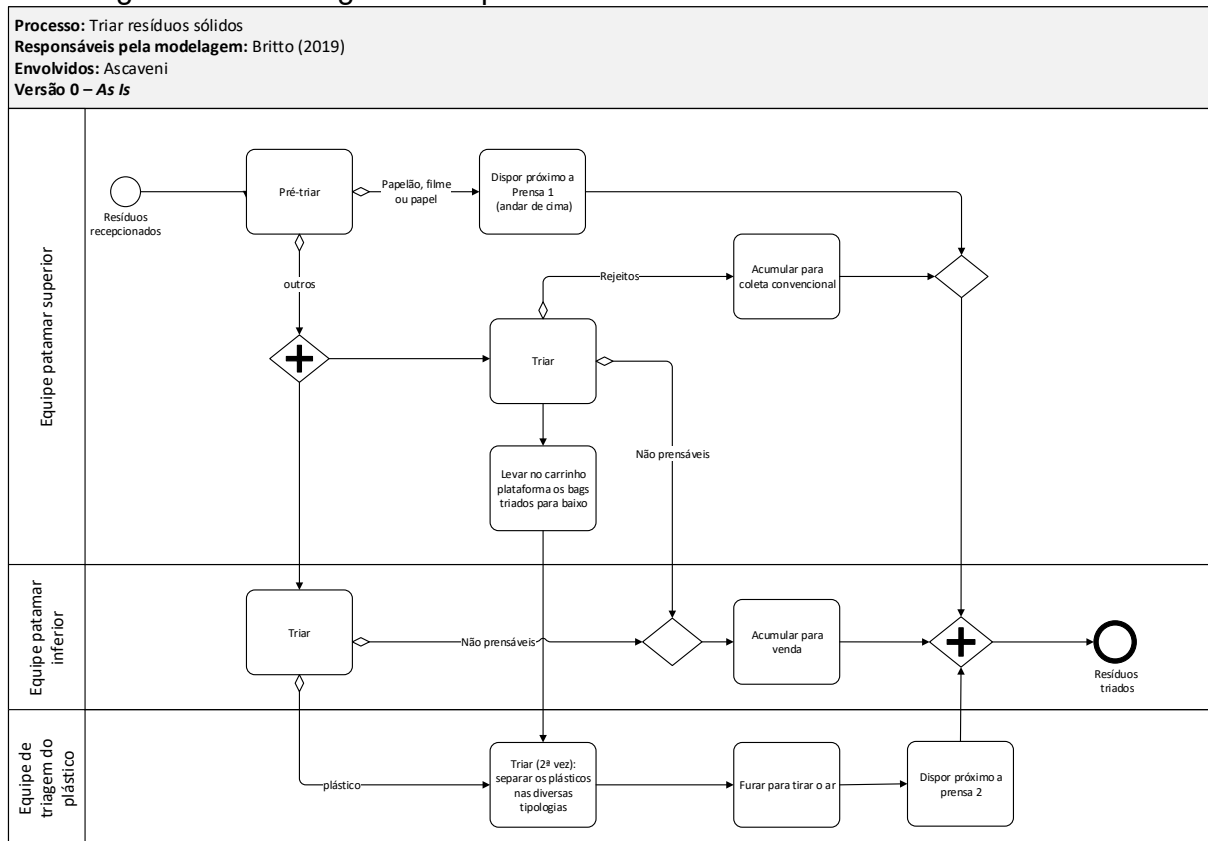 Processo: Triar resíduos sólidos
Responsáveis pela modelagem: Britto (2019)
Envolvidos: Ascaveni
Versão 0 – As Is
Equipe patamar superior
Resíduos
recepcionados
Pré-triar
Papelão, filme
ou papel
Dispor próximo a
Prensa 1
(andar de cima)
outros
Rejeitos
Acumular para
coleta convencional
Triar
Não prensáveis
Levar no carrinho
plataforma os bags
triados para baixo
Equipe patamar
inferior
Triar
Não prensáveis
Acumular para
venda
Resíduos
triados
Equipe de
triagem do
plástico
plástico
Triar (2ª vez):
separar os plásticos
nas diversas
tipologias
Furar para tirar o ar
Dispor próximo a
prensa 2